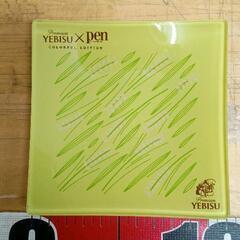 Premium
YEBISU × pen
COLORFUL EDITION
Premium
YEBISU